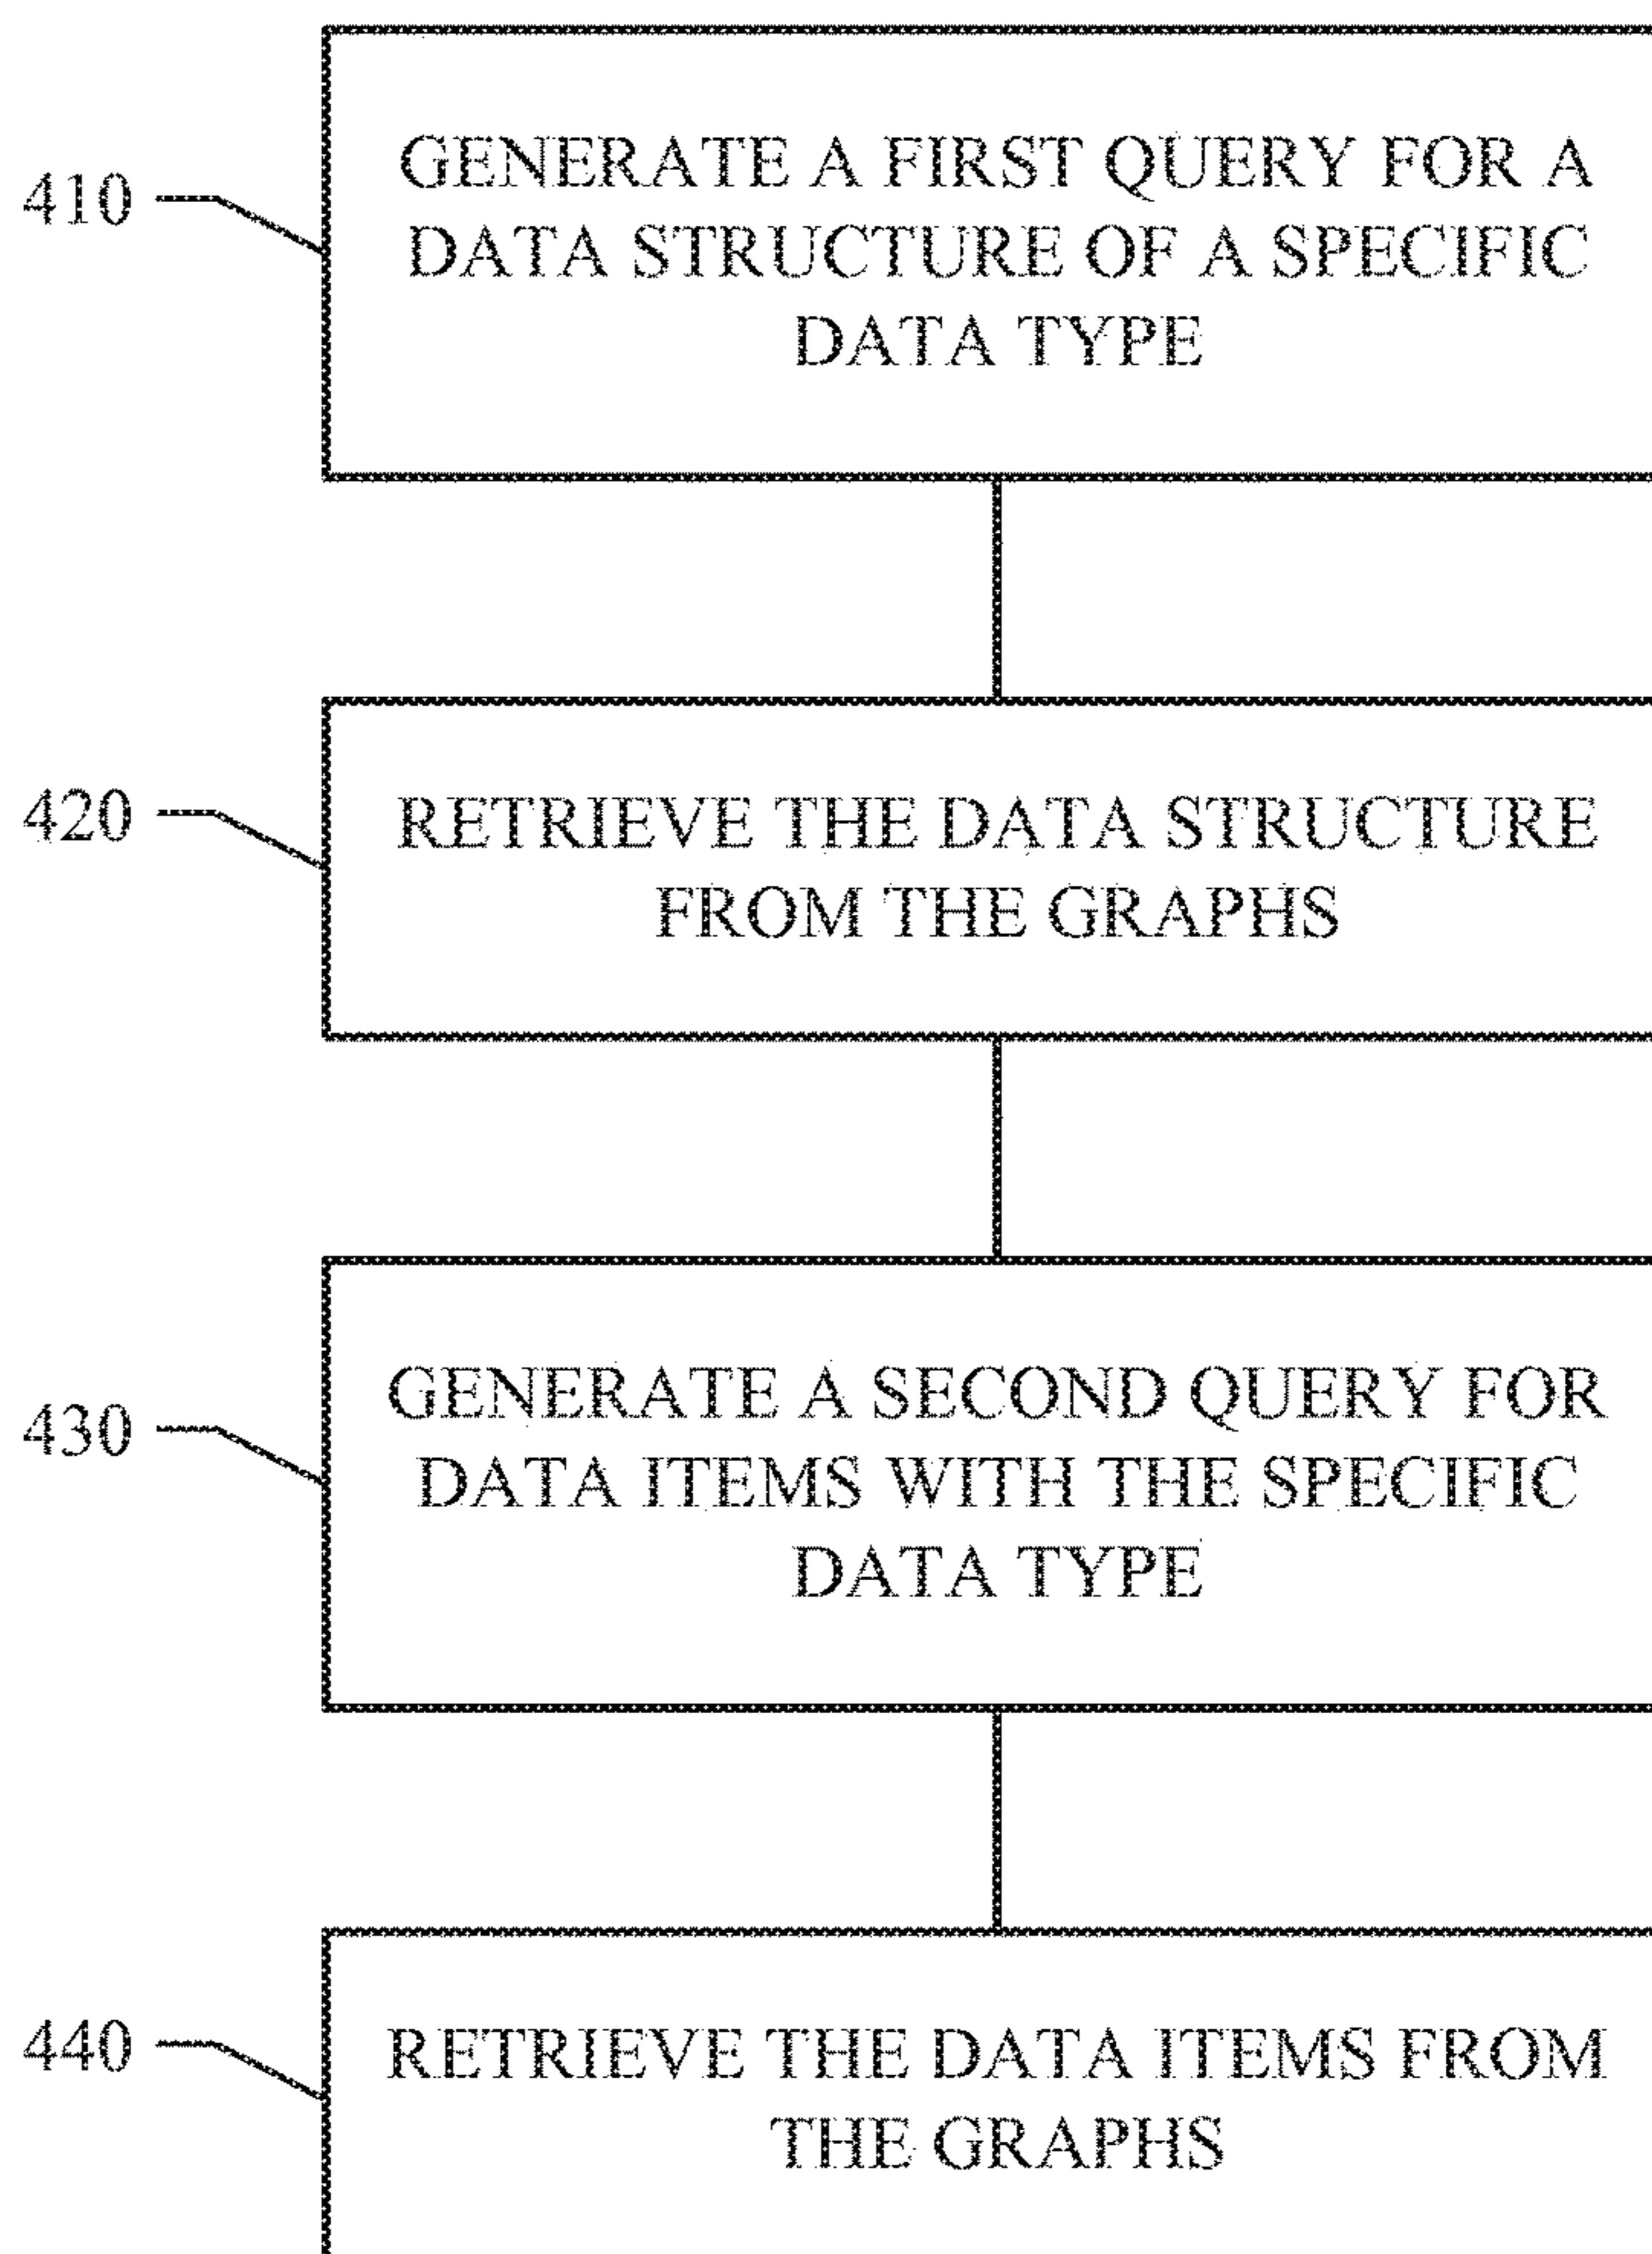 410
GENERATE A FIRST QUERY FOR A
DATA STRUCTURE OF A SPECIFIC
DATA TYPE
420
RETRIEVE THE DATA STRUCTURE
FROM THE GRAPHS
430
GENERATE A SECOND QUERY FOR
DATA ITEMS WITH THE SPECIFIC
DATA TYPE
440
RETRIEVE THE DATA ITEMS FROM
THE GRAPHS